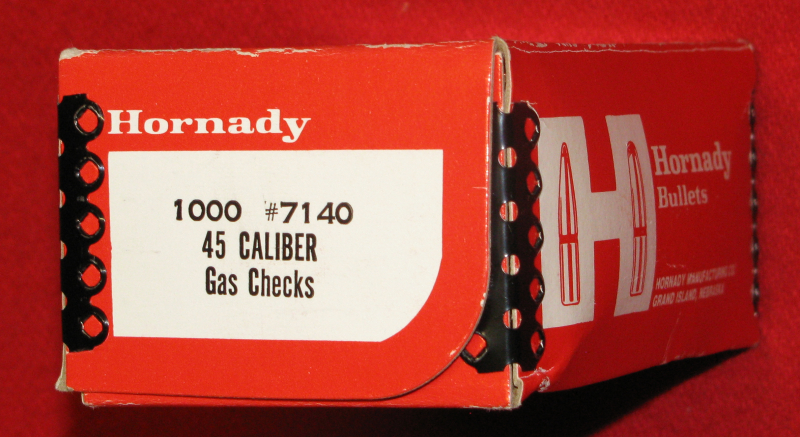 Hornady
1000 #7140
45 CALIBER
Gas Checks
Hornady
Bullets
HORNADY MANUFACTURING CO.
GRAND ISLAND, NEBRASKA